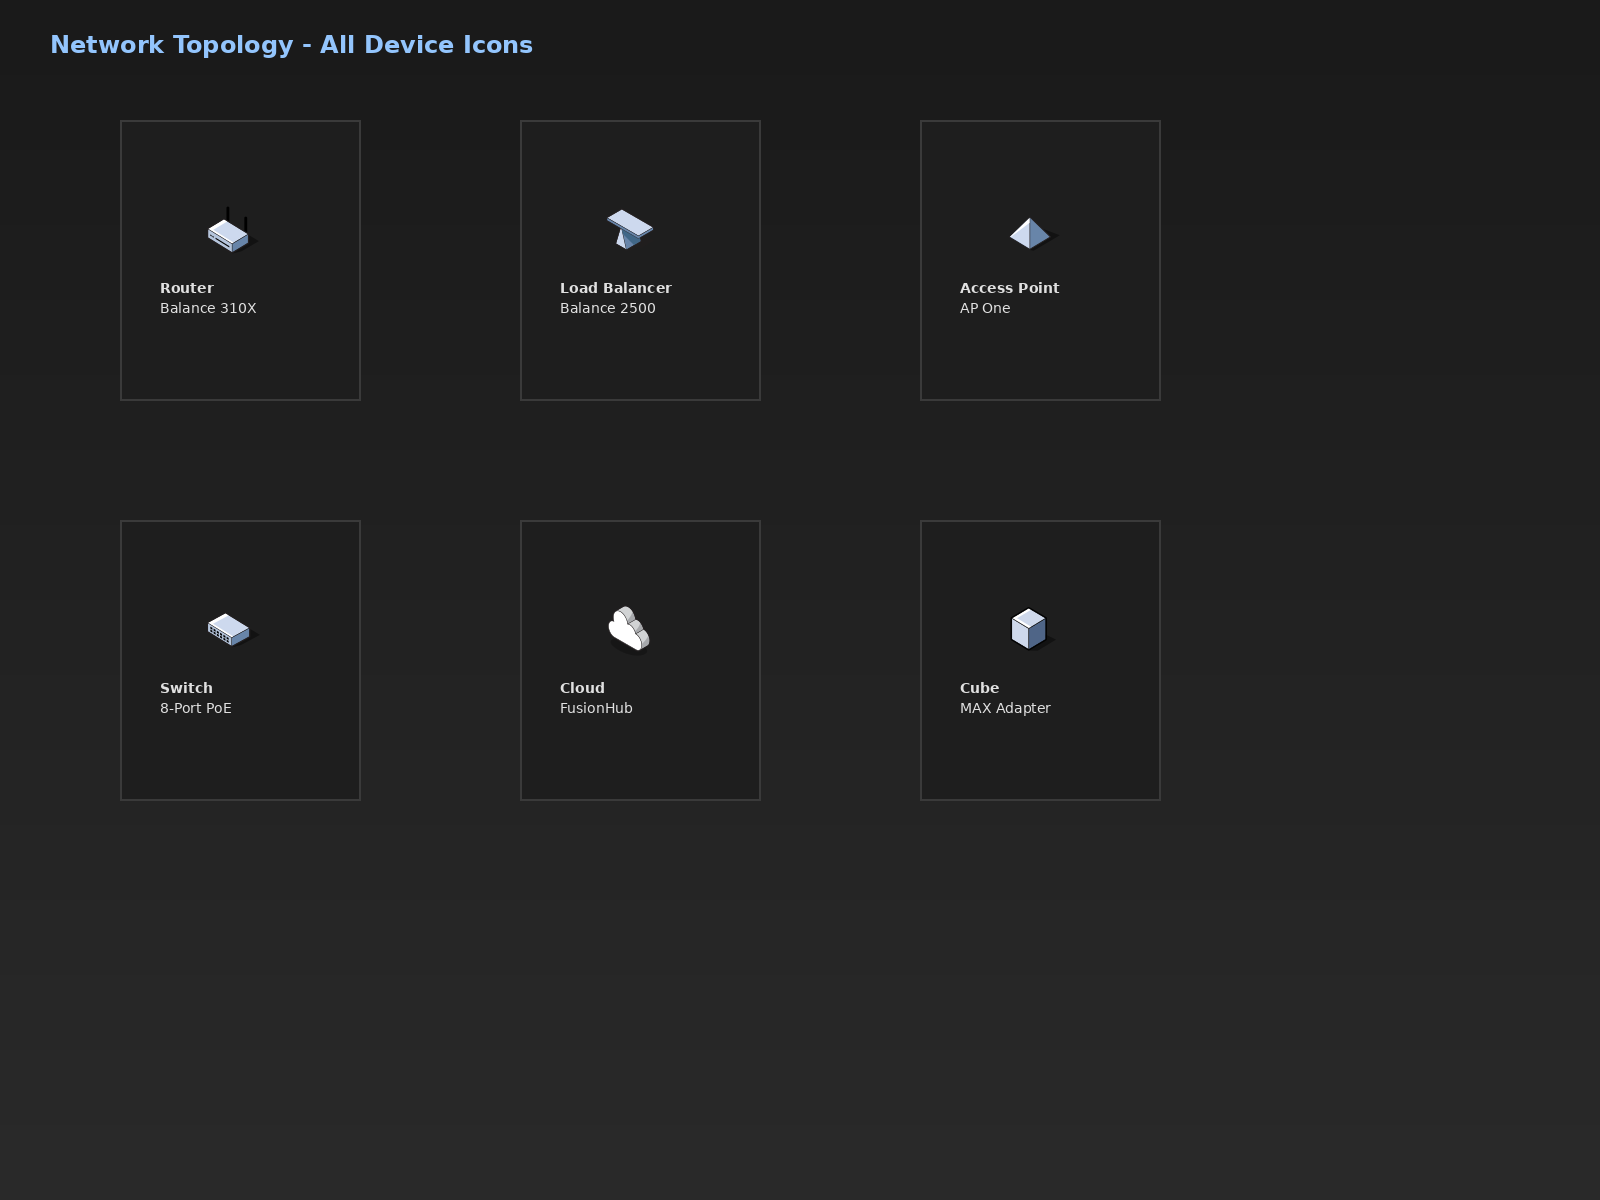 Network Topology - All Device Icons
Router
Balance 310X
Load Balancer
Balance 2500
Access Point
AP One
Switch
8-Port PoE
Cloud
FusionHub
Cube
MAX Adapter